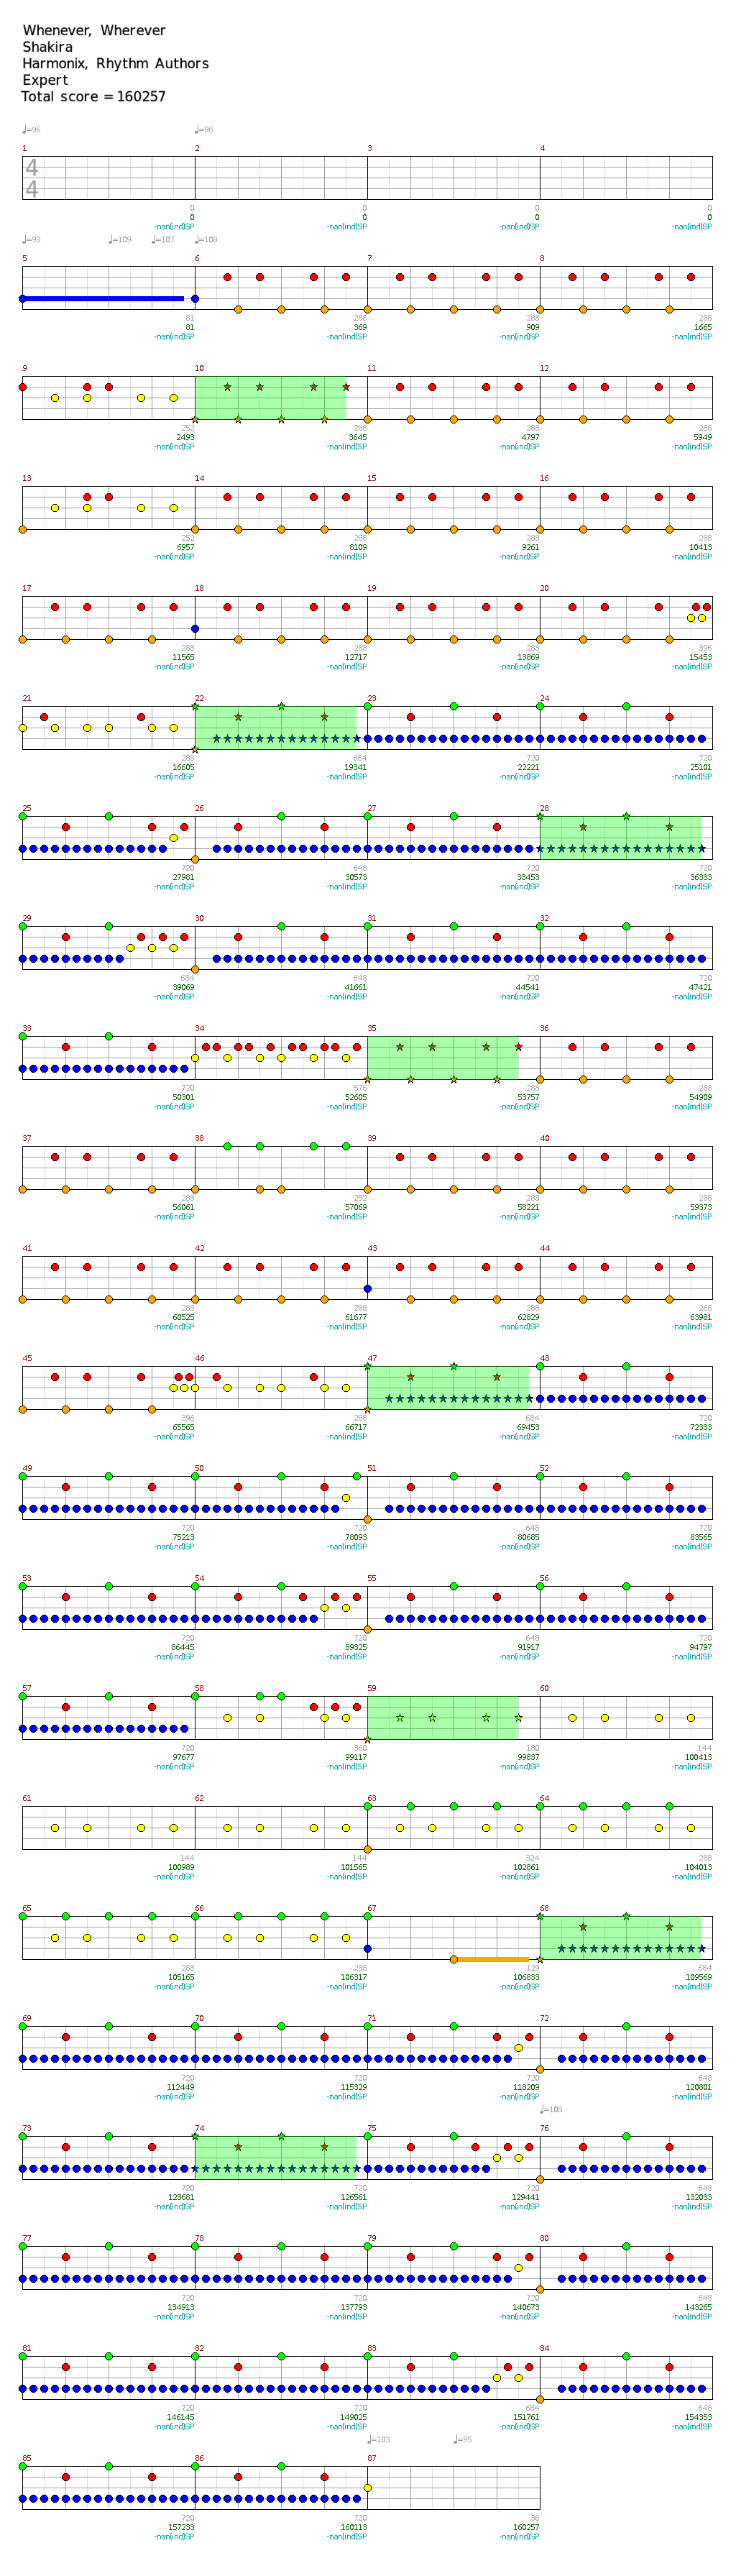 Whenever, Wherever
Shakira
Harmonix, Rhythm Authors
Expert
Total score = 160257
♩=96 ♩=96
1 2 3 4
4
4
0 0 0 0
0 0 0 0
-nan(ind)SP -nan(ind)SP -nan(ind)SP -nan(ind)SP
♩=93 ♩=109 ♩=107 ♩=108
5 6 7 8
81 288 288 288
81 369 909 1665
-nan(ind)SP -nan(ind)SP -nan(ind)SP -nan(ind)SP
9 10 11 12
252 288 288 288
2493 3645 4797 5949
-nan(ind)SP -nan(ind)SP -nan(ind)SP -nan(ind)SP
13 14 15 16
252 288 288 288
6957 8109 9261 10413
-nan(ind)SP -nan(ind)SP -nan(ind)SP -nan(ind)SP
17 18 19 20
288 288 288 396
11565 12717 13869 15453
-nan(ind)SP -nan(ind)SP -nan(ind)SP -nan(ind)SP
21 22 23 24
288 684 720 720
16605 19341 22221 25101
-nan(ind)SP -nan(ind)SP -nan(ind)SP -nan(ind)SP
25 26 27 28
720 648 720 720
27981 30573 33453 36333
-nan(ind)SP -nan(ind)SP -nan(ind)SP -nan(ind)SP
29 30 31 32
684 648 720 720
39069 41661 44541 47421
-nan(ind)SP -nan(ind)SP -nan(ind)SP -nan(ind)SP
33 34 35 36
720 576 288 288
50301 52605 53757 54909
-nan(ind)SP -nan(ind)SP -nan(ind)SP -nan(ind)SP
37 38 39 40
288 252 288 288
56061 57069 58221 59373
-nan(ind)SP -nan(ind)SP -nan(ind)SP -nan(ind)SP
41 42 43 44
288 288 288 288
60525 61677 62829 63981
-nan(ind)SP -nan(ind)SP -nan(ind)SP -nan(ind)SP
45 46 47 48
396 288 684 720
65565 66717 69453 72333
-nan(ind)SP -nan(ind)SP -nan(ind)SP -nan(ind)SP
49 50 51 52
720 720 648 720
75213 78093 80685 83565
-nan(ind)SP -nan(ind)SP -nan(ind)SP -nan(ind)SP
53 54 55 56
720 720 648 720
86445 89325 91917 94797
-nan(ind)SP -nan(ind)SP -nan(ind)SP -nan(ind)SP
57 58 59 60
720 360 180 144
97677 99117 99837 100413
-nan(ind)SP -nan(ind)SP -nan(ind)SP -nan(ind)SP
61 62 63 64
144 144 324 288
100989 101565 102861 104013
-nan(ind)SP -nan(ind)SP -nan(ind)SP -nan(ind)SP
65 66 67 68
288 288 129 684
105165 106317 106833 109569
-nan(ind)SP -nan(ind)SP -nan(ind)SP -nan(ind)SP
69 70 71 72
720 720 720 648
112449 115329 118209 120801
-nan(ind)SP -nan(ind)SP -nan(ind)SP -nan(ind)SP
♩=108
73 74 75 76
720 720 720 648
123681 126561 129441 132033
-nan(ind)SP -nan(ind)SP -nan(ind)SP -nan(ind)SP
77 78 79 80
720 720 720 648
134913 137793 140673 143265
-nan(ind)SP -nan(ind)SP -nan(ind)SP -nan(ind)SP
81 82 83 84
720 720 684 648
146145 149025 151761 154353
-nan(ind)SP -nan(ind)SP -nan(ind)SP -nan(ind)SP
♩=103 ♩=95
85 86 87
720 720 36
157233 160113 160257
-nan(ind)SP -nan(ind)SP -nan(ind)SP